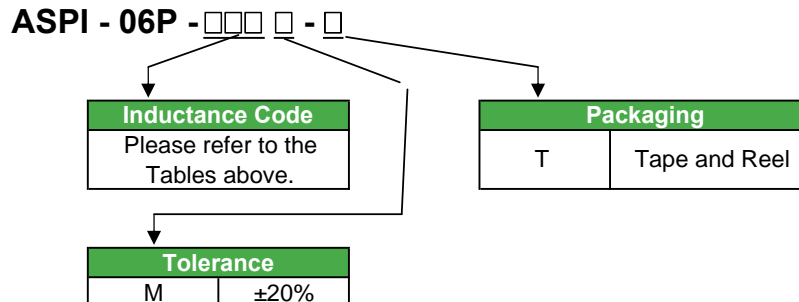 ASPI - 06P - □□□ □ - □
Inductance Code
Please refer to the
Tables above.
Packaging
T Tape and Reel
Tolerance
M ±20%